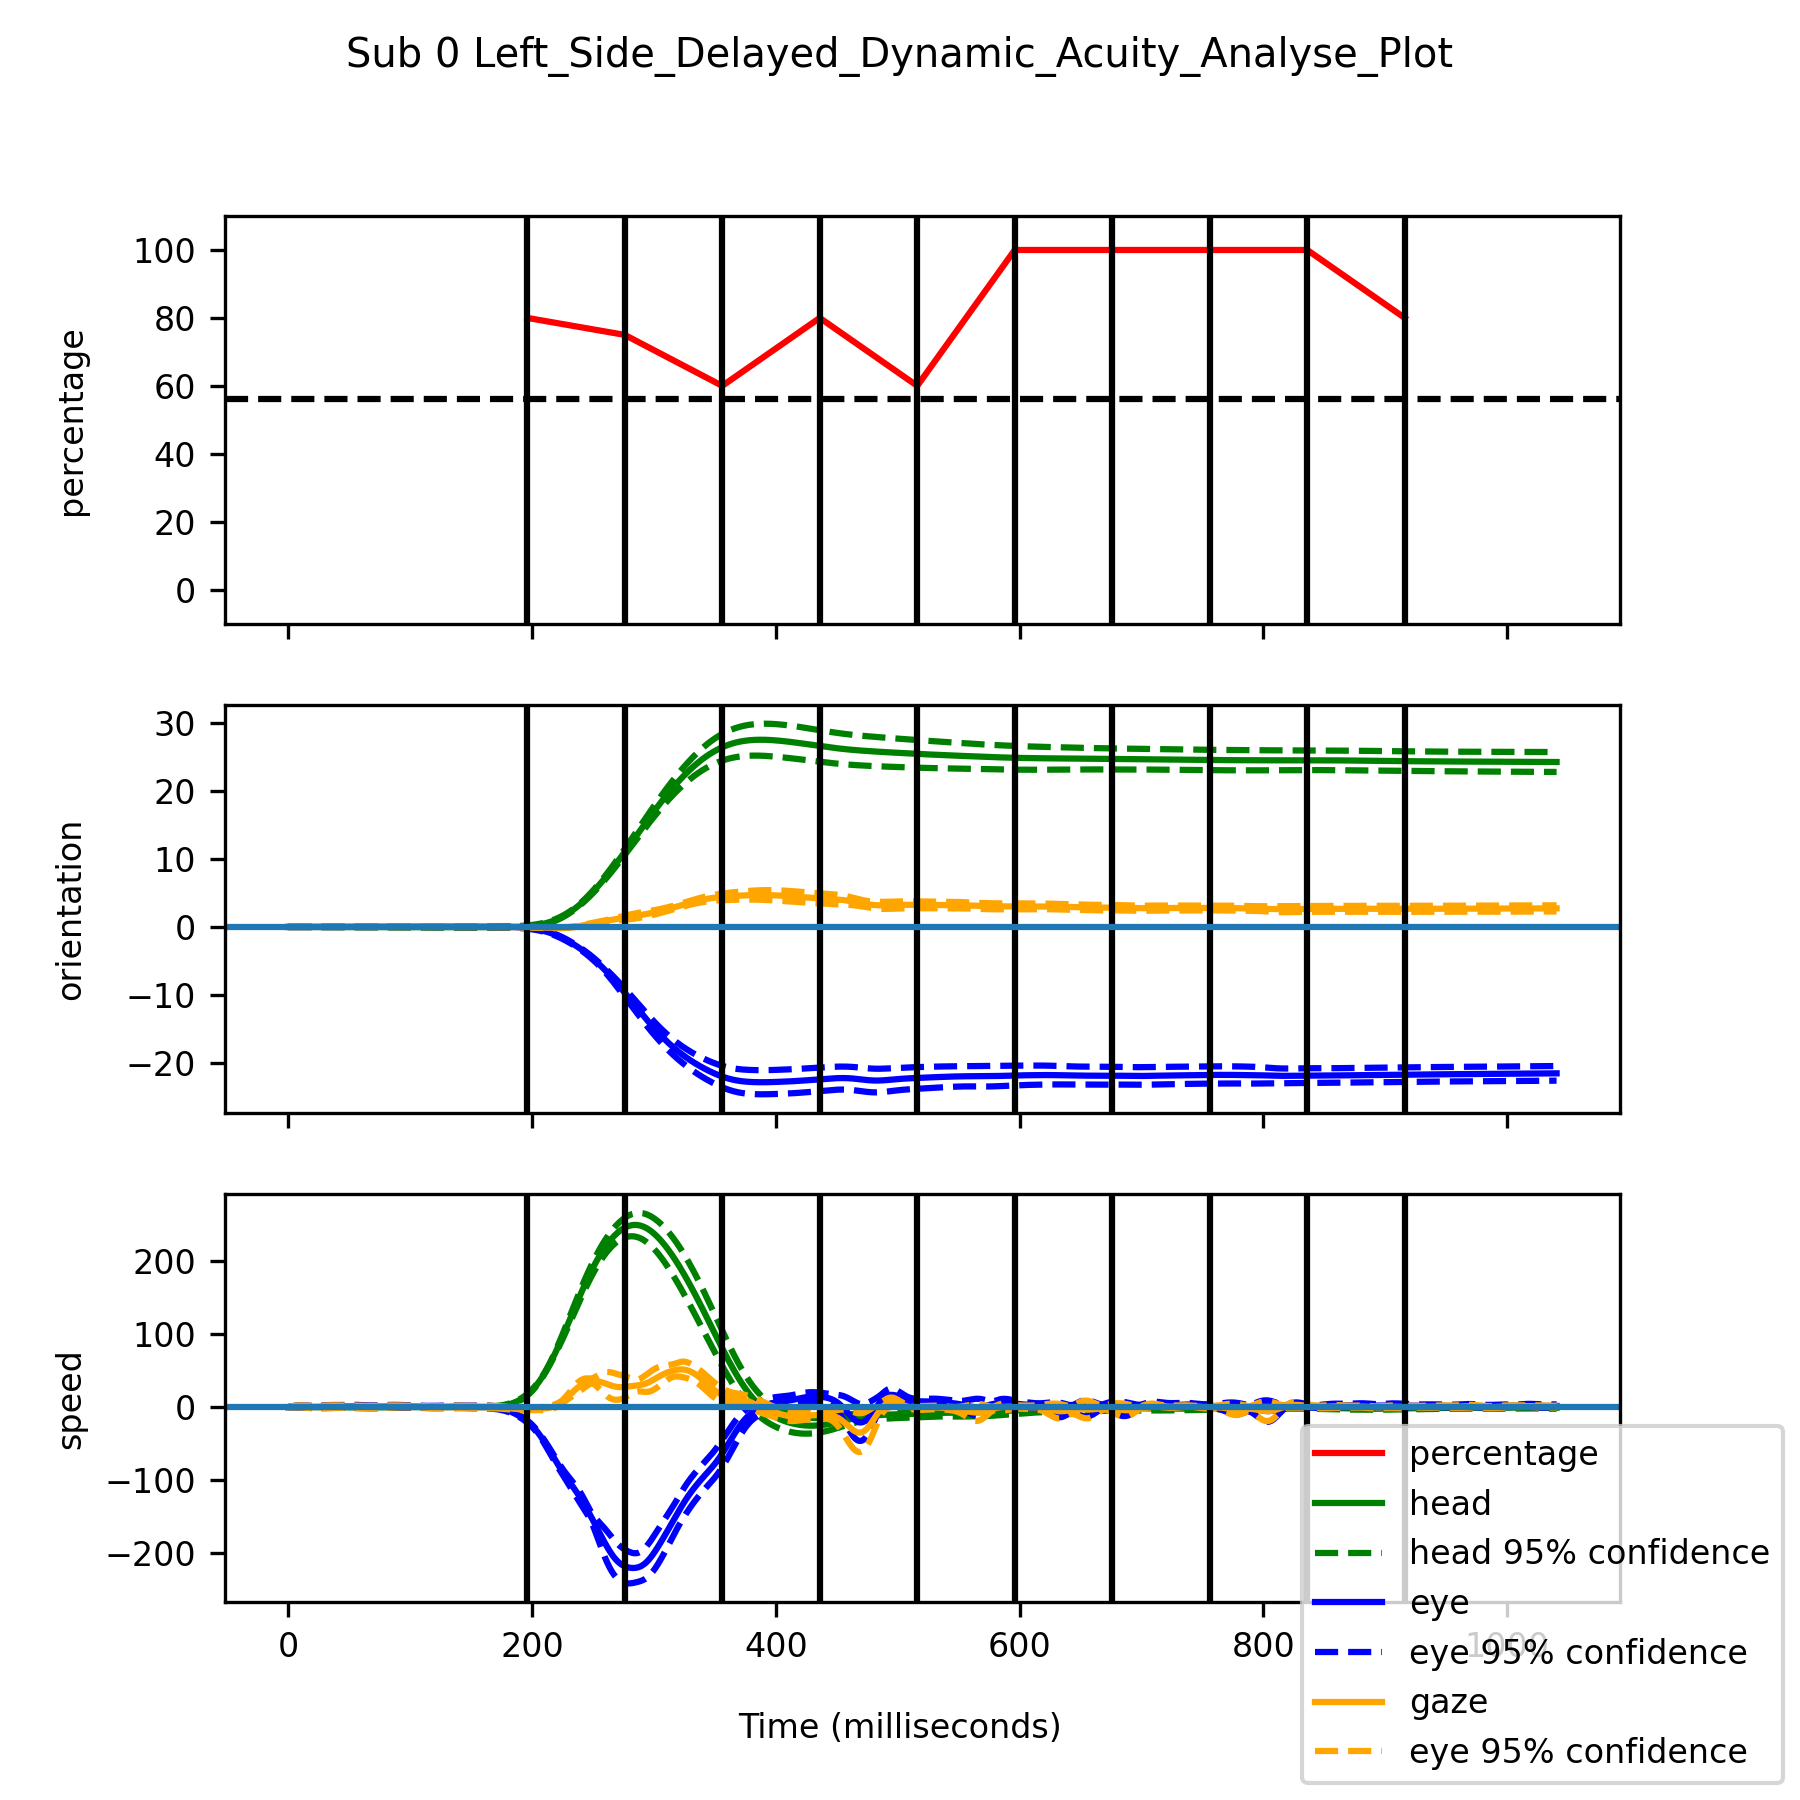 Sub 0 Left_Side_Delayed_Dynamic_Acuity_Analyse_Plot
100
80
60
40
20
0
percentage
30
20
10
0
−10
−20
orientation
200
100
0
−100
−200
speed
0 200 400 600 800 1000
Time (milliseconds)
percentage
head
head 95% confidence
eye
eye 95% confidence
gaze
eye 95% confidence